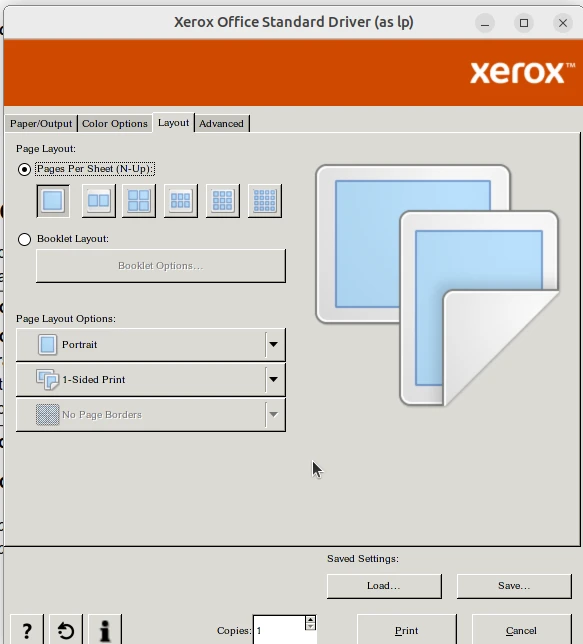 Xerox Office Standard Driver (as lp)
xerox™
Paper/Output Color Options Layout Advanced
Page Layout:
Pages Per Sheet (N-Up):
Booklet Layout:
Booklet Options...
Page Layout Options:
Portrait
1-Sided Print
No Page Borders
Saved Settings:
Load... Save...
? i Copies: 1 Print Cancel